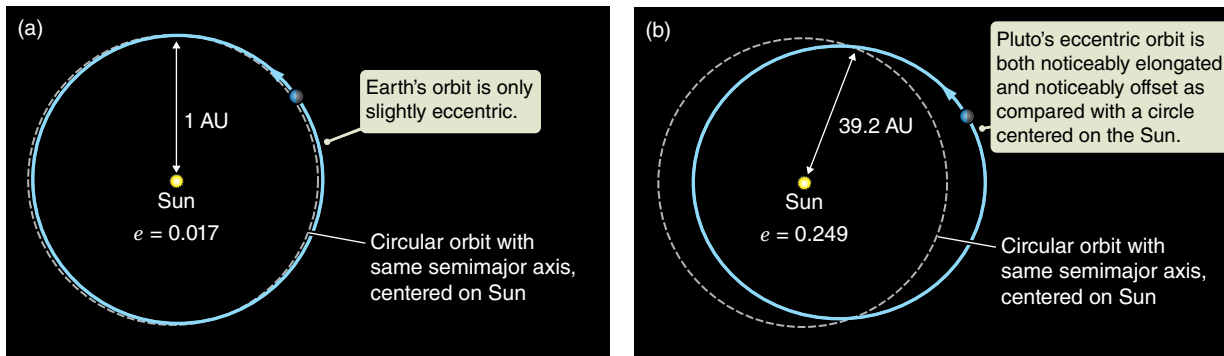 (a)
Earth's orbit is only
slightly eccentric.
1 AU
Sun
e = 0.017
Circular orbit with
same semimajor axis,
centered on Sun
(b)
Pluto's eccentric orbit is
both noticeably elongated
and noticeably offset as
compared with a circle
centered on the Sun.
39.2 AU
Sun
e = 0.249
Circular orbit with
same semimajor axis,
centered on Sun